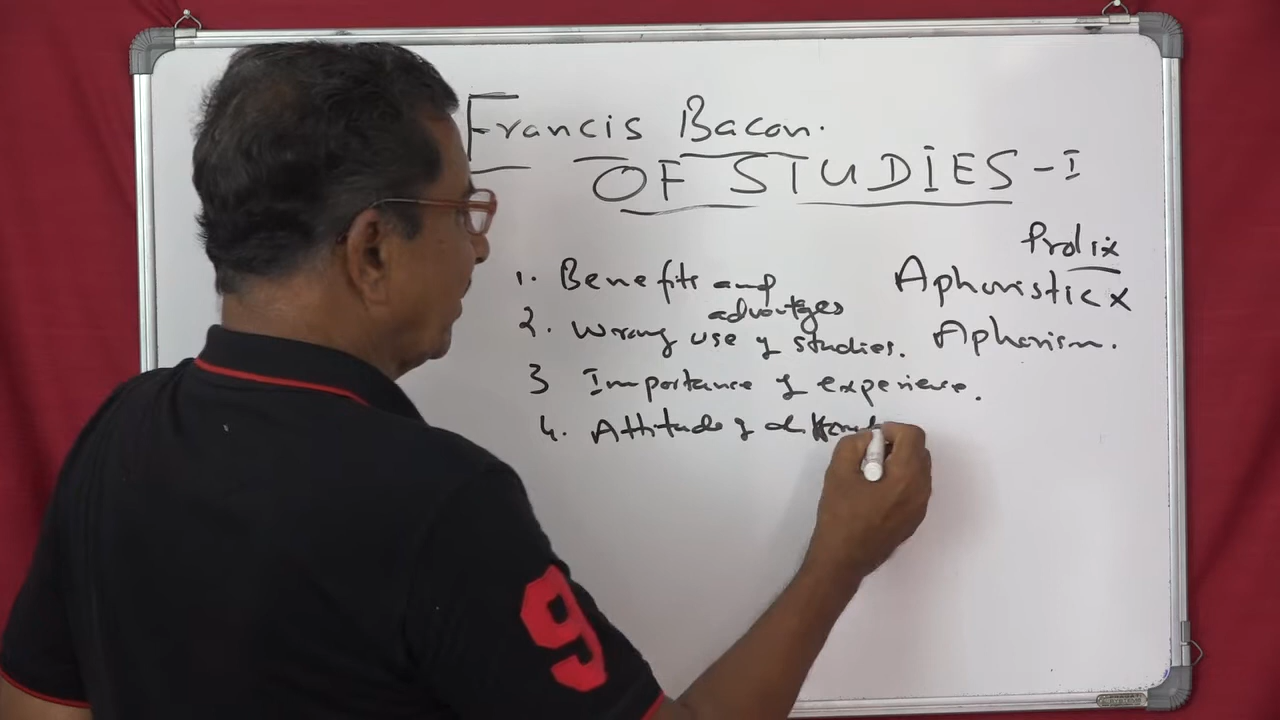 Francis Bacon.
OF STUDIES - I
Prolix
Aphoristic x
Aphorism.
1. Benefits and
advantges
2. Wrong use of studies.
3 Importance of experience.
4. Attitude of
9